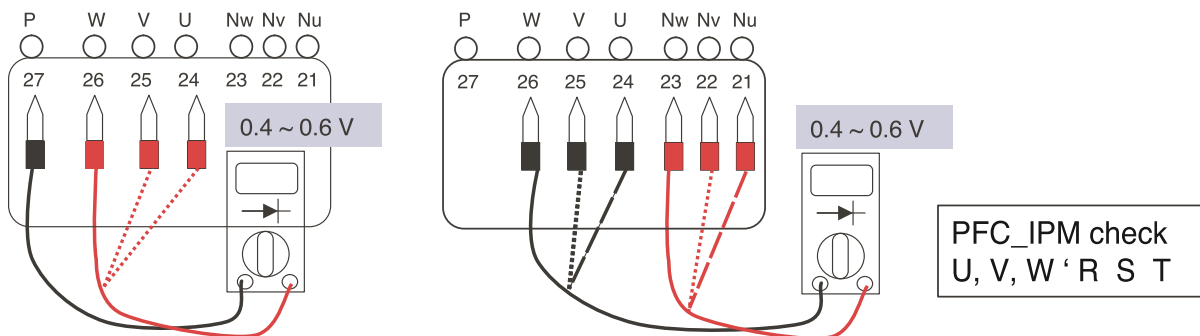 P W V U Nw Nv Nu
27 26 25 24 23 22 21
0.4 ~ 0.6 V
P W V U Nw Nv Nu
27 26 25 24 23 22 21
0.4 ~ 0.6 V
PFC_IPM check
U, V, W ‘ R S T